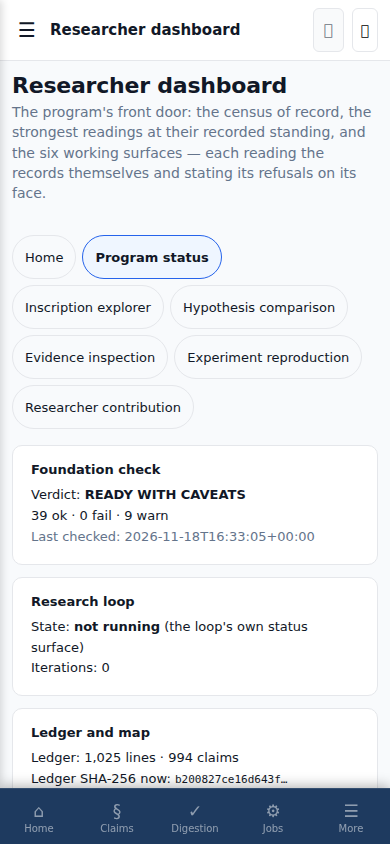 ☰ Researcher dashboard
Researcher dashboard
The program's front door: the census of record, the
strongest readings at their recorded standing, and
the six working surfaces — each reading the
records themselves and stating its refusals on its
face.
Home Program status
Inscription explorer Hypothesis comparison
Evidence inspection Experiment reproduction
Researcher contribution
Foundation check
Verdict: READY WITH CAVEATS
39 ok · 0 fail · 9 warn
Last checked: 2026-11-18T16:33:05+00:00
Research loop
State: not running (the loop's own status
surface)
Iterations: 0
Ledger and map
Ledger: 1,025 lines · 994 claims
Ledger SHA-256 now: b200827ce16d643f…
Home Claims Digestion Jobs More